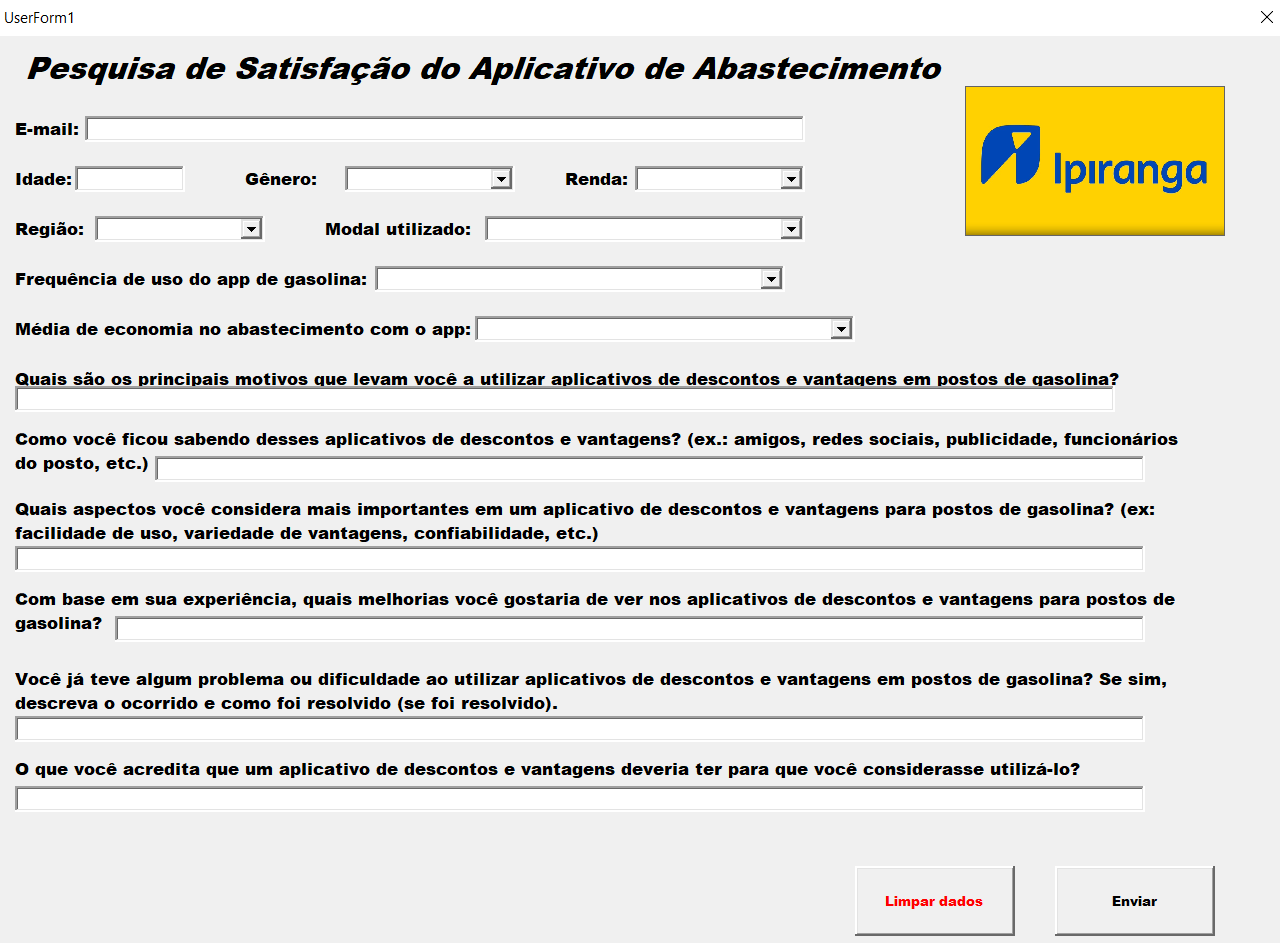 UserForm1
Pesquisa de Satisfação do Aplicativo de Abastecimento
Ipiranga
E-mail:
Idade: Gênero: Renda:
Região: Modal utilizado:
Frequência de uso do app de gasolina:
Média de economia no abastecimento com o app:
Quais são os principais motivos que levam você a utilizar aplicativos de descontos e vantagens em postos de gasolina?
Como você ficou sabendo desses aplicativos de descontos e vantagens? (ex.: amigos, redes sociais, publicidade, funcionários
do posto, etc.)
Quais aspectos você considera mais importantes em um aplicativo de descontos e vantagens para postos de gasolina? (ex:
facilidade de uso, variedade de vantagens, confiabilidade, etc.)
Com base em sua experiência, quais melhorias você gostaria de ver nos aplicativos de descontos e vantagens para postos de
gasolina?
Você já teve algum problema ou dificuldade ao utilizar aplicativos de descontos e vantagens em postos de gasolina? Se sim,
descreva o ocorrido e como foi resolvido (se foi resolvido).
O que você acredita que um aplicativo de descontos e vantagens deveria ter para que você considerasse utilizá-lo?
Limpar dados Enviar